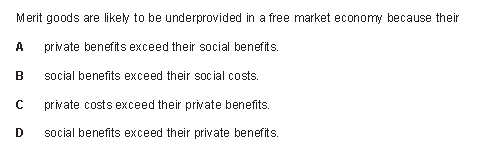 Merit goods are likely to be underprovided in a free market economy because their
A private benefits exceed their social benefits.
B social benefits exceed their social costs.
C private costs exceed their private benefits.
D social benefits exceed their private benefits.